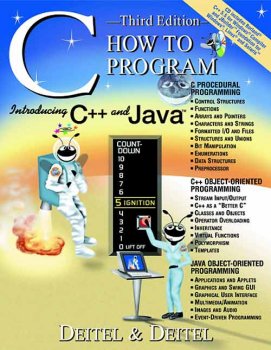 Third Edition
C HOW TO
PROGRAM
Introducing C++ and Java™
C PROCEDURAL
PROGRAMMING
• CONTROL STRUCTURES
• FUNCTIONS
• ARRAYS AND POINTERS
• CHARACTERS AND STRINGS
• FORMATTED I/O AND FILES
• STRUCTURES AND UNIONS
• BIT MANIPULATION
• ENUMERATIONS
• DATA STRUCTURES
• PREPROCESSOR
COUNT-
DOWN
10
9
8
7
6
5 IGNITION
4
3
2
1
0 LIFT OFF
C++ OBJECT-ORIENTED
PROGRAMMING
• STREAM INPUT/OUTPUT
• C++ AS A "BETTER C"
• CLASSES AND OBJECTS
• OPERATOR OVERLOADING
• INHERITANCE
• VIRTUAL FUNCTIONS
• POLYMORPHISM
• TEMPLATES
JAVA OBJECT-ORIENTED
PROGRAMMING
• APPLICATIONS AND APPLETS
• GRAPHICS AND SWING GUI
• GRAPHICAL USER INTERFACE
• MULTIMEDIA/ANIMATION
• IMAGES AND AUDIO
• EVENT-DRIVEN PROGRAMMING
DEITEL & DEITEL